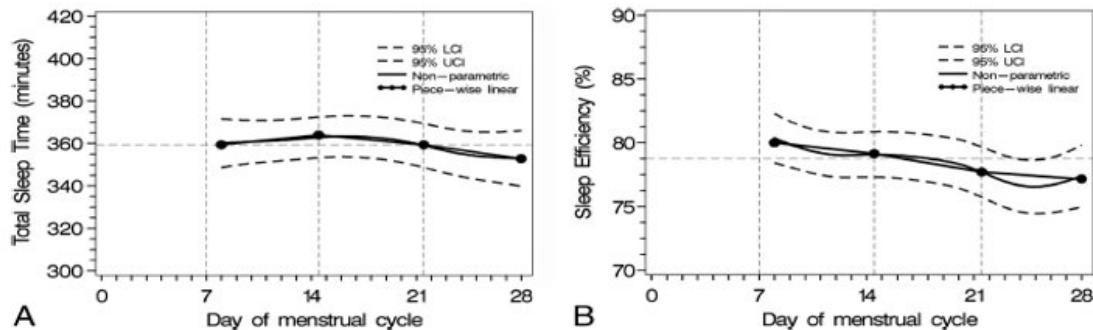 420
400
380
360
340
320
300
Total Sleep Time (minutes)
95% LCI
95% UCI
Non-parametric
Piece-wise linear
0 7 14 21 28
Day of menstrual cycle
A
90
85
80
75
70
Sleep Efficiency (%)
95% LCI
95% UCI
Non-parametric
Piece-wise linear
0 7 14 21 28
Day of menstrual cycle
B